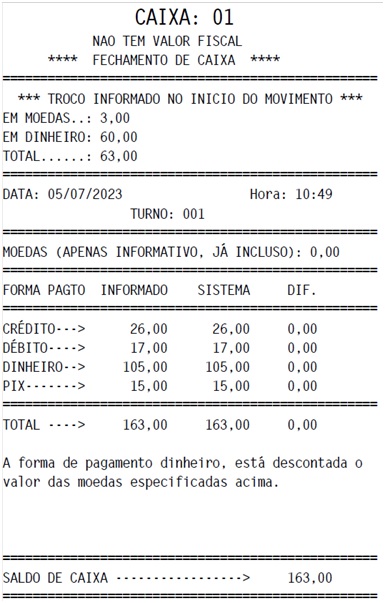 CAIXA: 01
NAO TEM VALOR FISCAL
**** FECHAMENTO DE CAIXA ****
*** TROCO INFORMADO NO INICIO DO MOVIMENTO ***
EM MOEDAS..: 3,00
EM DINHEIRO: 60,00
TOTAL......: 63,00
DATA: 05/07/2023 Hora: 10:49
TURNO: 001
MOEDAS (APENAS INFORMATIVO, JÁ INCLUSO): 0,00
FORMA PAGTO INFORMADO SISTEMA DIF.
CRÉDITO---> 26,00 26,00 0,00
DÉBITO----> 17,00 17,00 0,00
DINHEIRO--> 105,00 105,00 0,00
PIX-------> 15,00 15,00 0,00
TOTAL ----> 163,00 163,00 0,00
A forma de pagamento dinheiro, está descontada o
valor das moedas especificadas acima.
SALDO DE CAIXA -----------------> 163,00